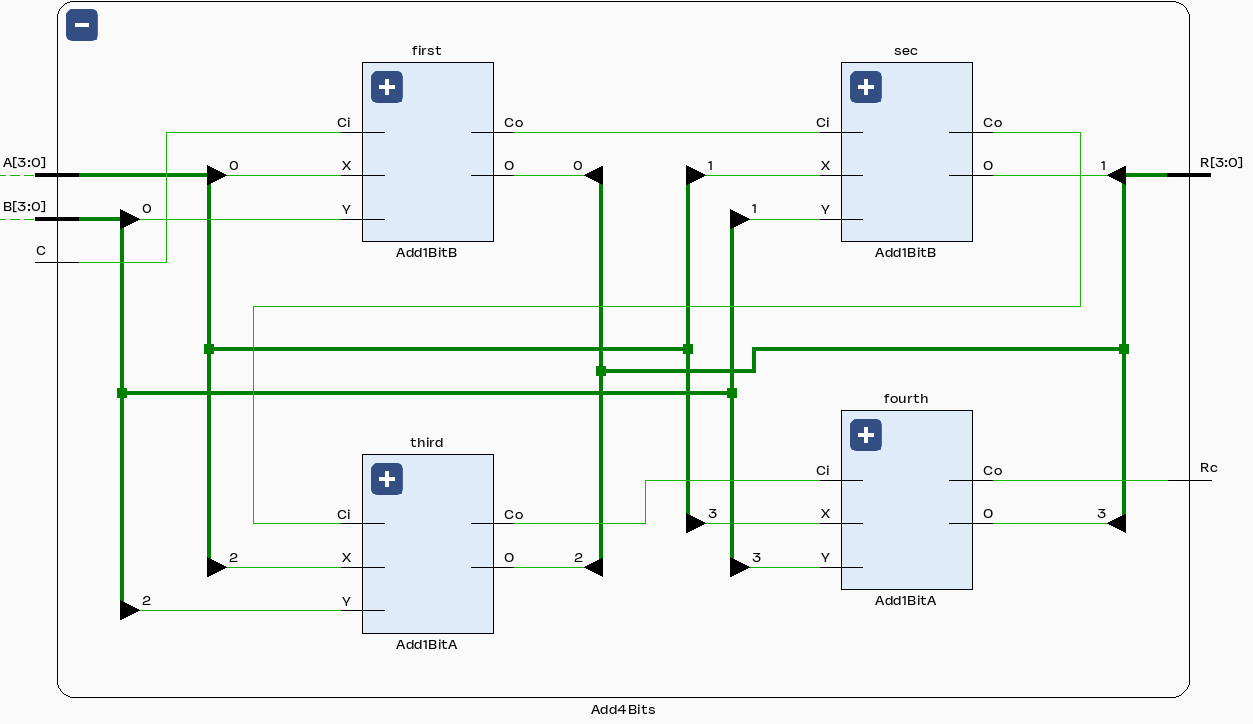 first
sec
Ci
Co
Ci
Co
A[3:0]
0
X
O
0
1
X
O
1
R[3:0]
B[3:0]
0
Y
1
Y
C
Add1BitB
Add1BitB
fourth
third
Ci
Co
Rc
Ci
Co
3
X
O
3
2
X
O
2
3
Y
2
Y
Add1BitA
Add1BitA
Add4Bits